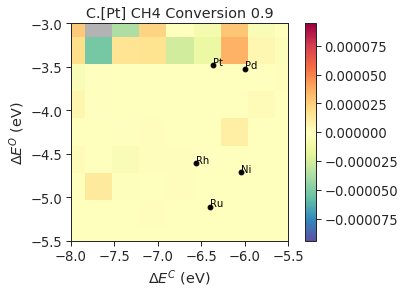 C.[Pt] CH4 Conversion 0.9
−3.0
−3.5
−4.0
−4.5
−5.0
−5.5
ΔE^O (eV)
Pt
Pd
Rh
Ni
Ru
−8.0 −7.5 −7.0 −6.5 −6.0 −5.5
ΔE^C (eV)
0.000075
0.000050
0.000025
0.000000
−0.000025
−0.000050
−0.000075